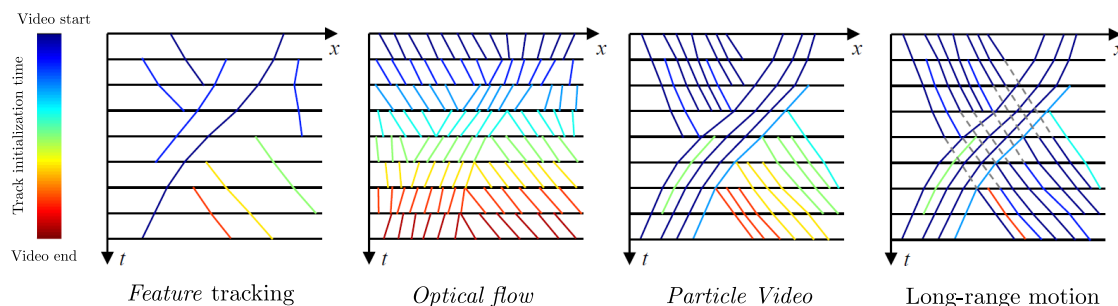 Video start
Track initialization time
Video end
x
t
Feature tracking
x
t
Optical flow
x
t
Particle Video
x
t
Long-range motion